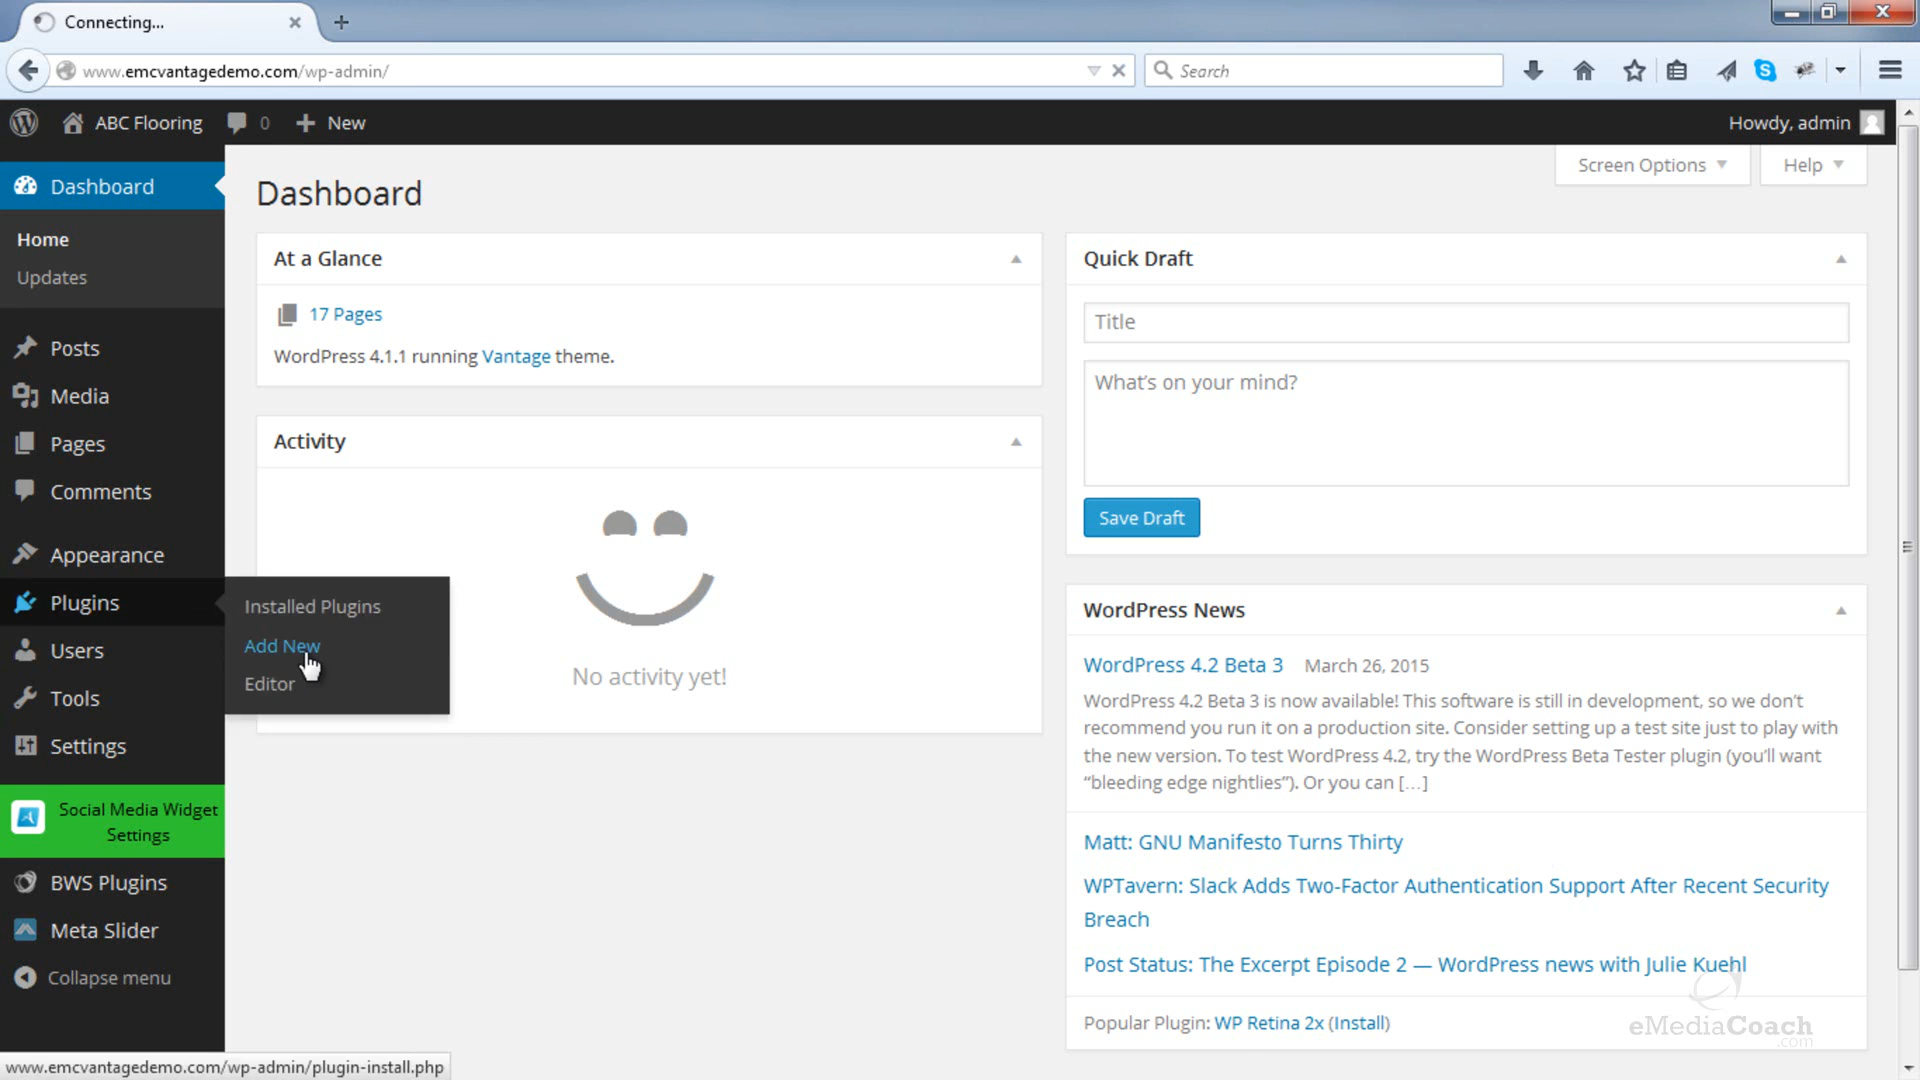 Connecting...
www.emcvantagedemo.com/wp-admin/
Search
ABC Flooring
0
New
Howdy, admin
Screen Options
Help
Dashboard
Home
Updates
Posts
Media
Pages
Comments
Appearance
Plugins
Users
Tools
Settings
Social Media Widget
Settings
BWS Plugins
Meta Slider
Collapse menu
Installed Plugins
Add New
Editor
Dashboard
At a Glance
17 Pages
WordPress 4.1.1 running Vantage theme.
Activity
No activity yet!
Quick Draft
Title
What's on your mind?
Save Draft
WordPress News
WordPress 4.2 Beta 3 March 26, 2015
WordPress 4.2 Beta 3 is now available! This software is still in development, so we don't
recommend you run it on a production site. Consider setting up a test site just to play with
the new version. To test WordPress 4.2, try the WordPress Beta Tester plugin (you'll want
“bleeding edge nightlies”). Or you can […]
Matt: GNU Manifesto Turns Thirty
WPTavern: Slack Adds Two-Factor Authentication Support After Recent Security
Breach
Post Status: The Excerpt Episode 2 — WordPress news with Julie Kuehl
Popular Plugin: WP Retina 2x (Install)
eMediaCoach
.com
www.emcvantagedemo.com/wp-admin/plugin-install.php